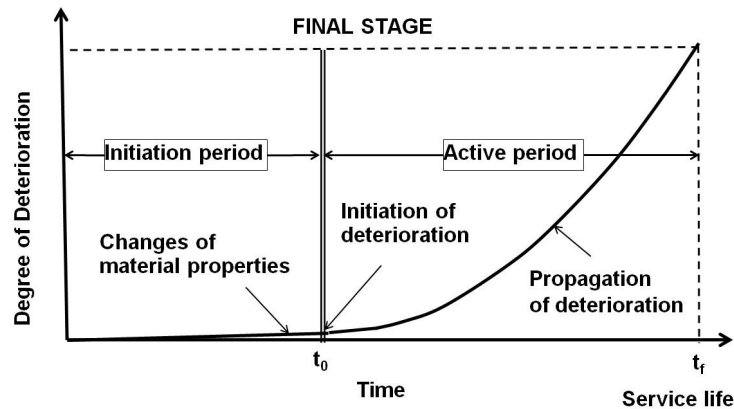 FINAL STAGE
Degree of Deterioration
Initiation period
Active period
Initiation of
deterioration
Changes of
material properties
Propagation
of deterioration
t0
tf
Time
Service life